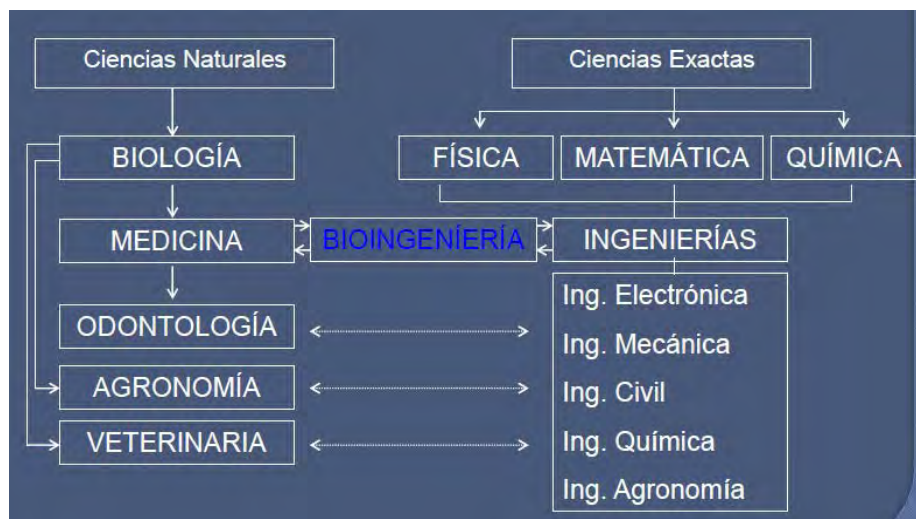 Ciencias Naturales
Ciencias Exactas
BIOLOGÍA
FÍSICA
MATEMÁTICA
QUÍMICA
MEDICINA
BIOINGENÍERÍA
INGENIERÍAS
ODONTOLOGÍA
AGRONOMÍA
VETERINARIA
Ing. Electrónica
Ing. Mecánica
Ing. Civil
Ing. Química
Ing. Agronomía